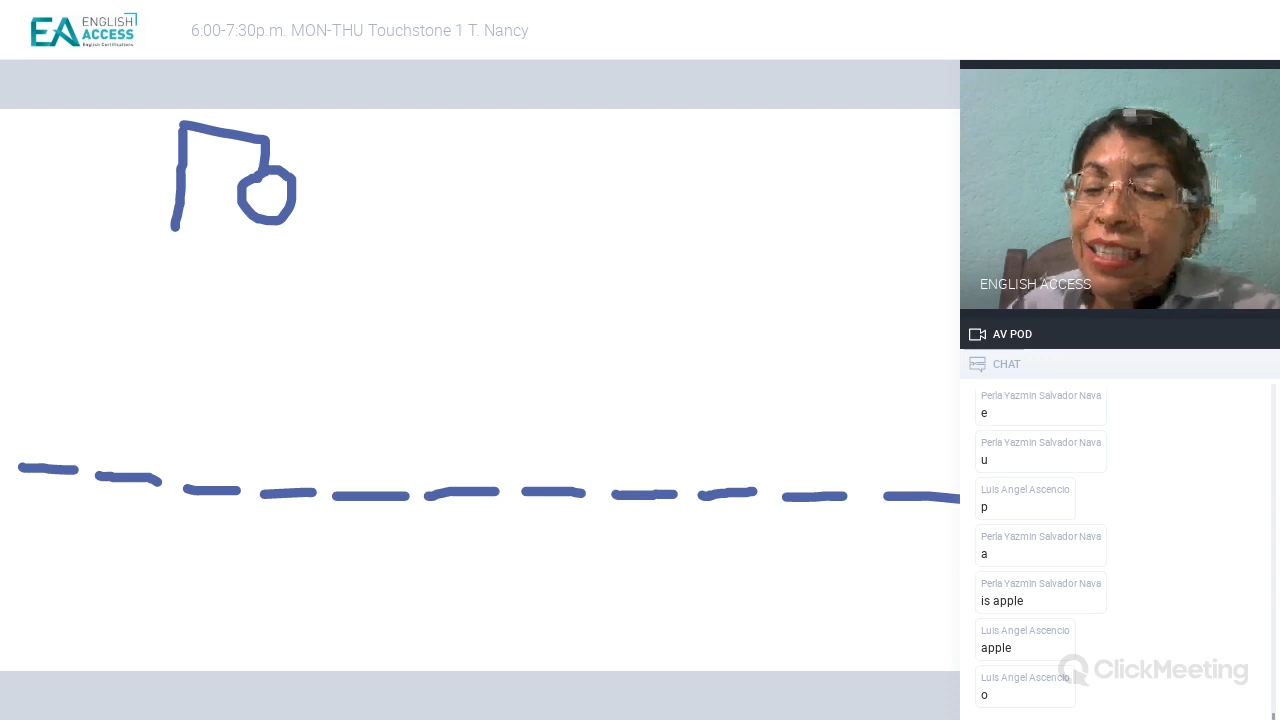 EA ENGLISH ACCESS
English Certifications
6:00-7:30p.m. MON-THU Touchstone 1 T. Nancy
ENGLISH ACCESS
AV POD
CHAT
Perla Yazmin Salvador Nava
e
Perla Yazmin Salvador Nava
u
Luis Angel Ascencio
p
Perla Yazmin Salvador Nava
a
Perla Yazmin Salvador Nava
is apple
Luis Angel Ascencio
apple
Luis Angel Ascencio
o
ClickMeeting